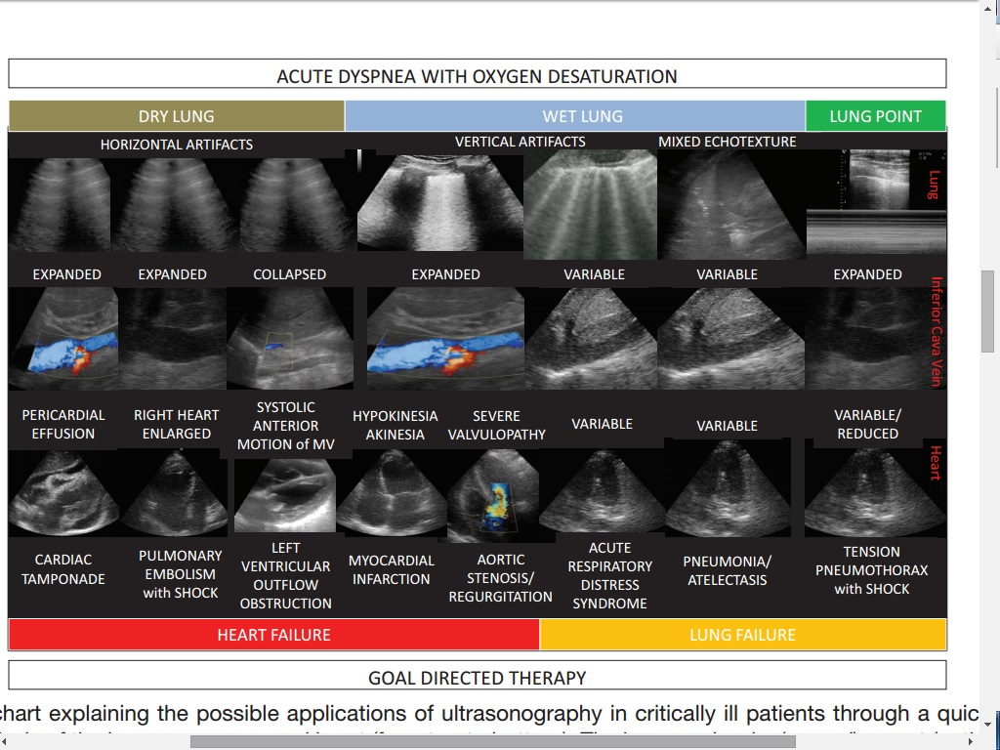 ACUTE DYSPNEA WITH OXYGEN DESATURATION
DRY LUNG WET LUNG LUNG POINT
HORIZONTAL ARTIFACTS VERTICAL ARTIFACTS MIXED ECHOTEXTURE
Lung
EXPANDED EXPANDED COLLAPSED EXPANDED VARIABLE VARIABLE EXPANDED
Inferior Cava Vein
PERICARDIAL
EFFUSION
RIGHT HEART
ENLARGED
SYSTOLIC
ANTERIOR
MOTION of MV
HYPOKINESIA
AKINESIA
SEVERE
VALVULOPATHY
VARIABLE
VARIABLE
VARIABLE/
REDUCED
Heart
CARDIAC
TAMPONADE
PULMONARY
EMBOLISM
with SHOCK
LEFT
VENTRICULAR
OUTFLOW
OBSTRUCTION
MYOCARDIAL
INFARCTION
AORTIC
STENOSIS/
REGURGITATION
ACUTE
RESPIRATORY
DISTRESS
SYNDROME
PNEUMONIA/
ATELECTASIS
TENSION
PNEUMOTHORAX
with SHOCK
HEART FAILURE LUNG FAILURE
GOAL DIRECTED THERAPY
chart explaining the possible applications of ultrasonography in critically ill patients through a quic